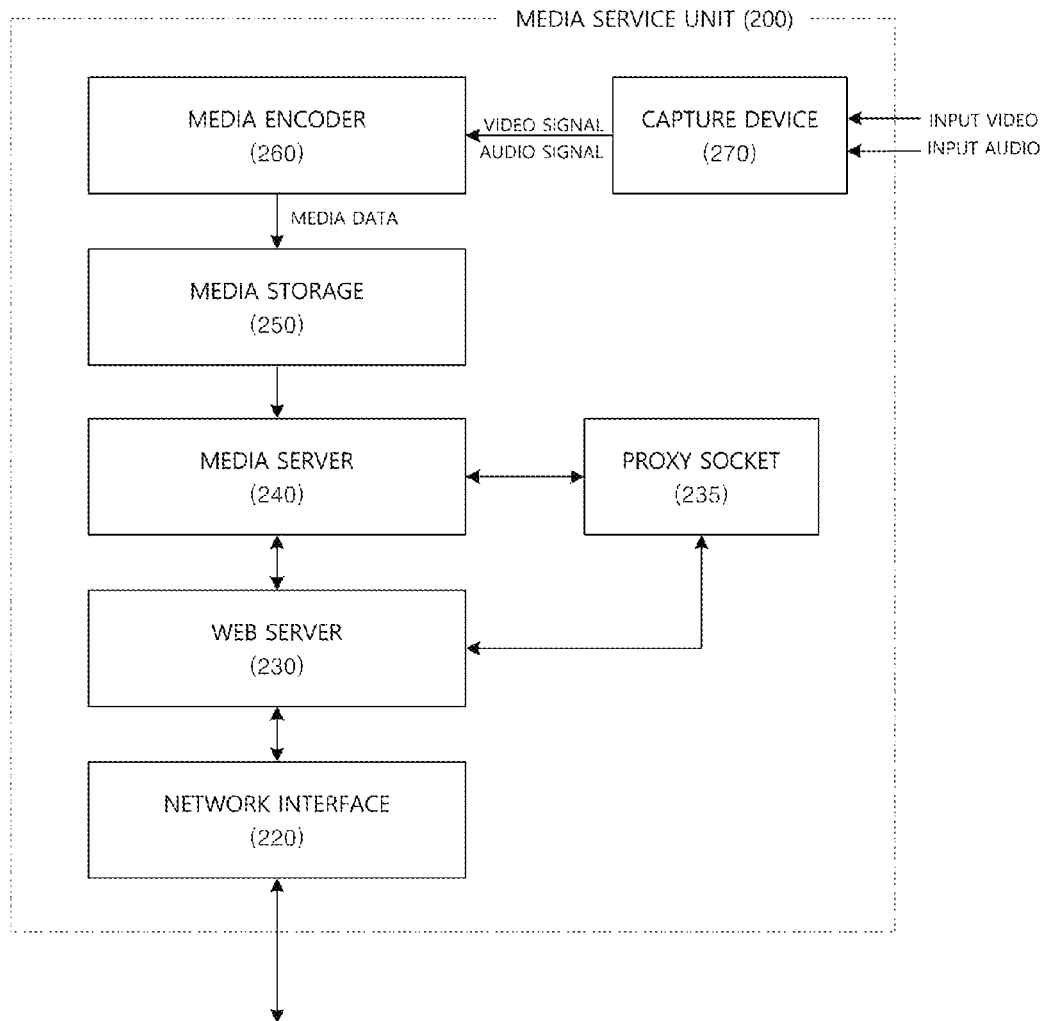 MEDIA SERVICE UNIT (200)
MEDIA ENCODER
(260)
VIDEO SIGNAL
AUDIO SIGNAL
CAPTURE DEVICE
(270)
INPUT VIDEO
INPUT AUDIO
MEDIA DATA
MEDIA STORAGE
(250)
MEDIA SERVER
(240)
PROXY SOCKET
(235)
WEB SERVER
(230)
NETWORK INTERFACE
(220)